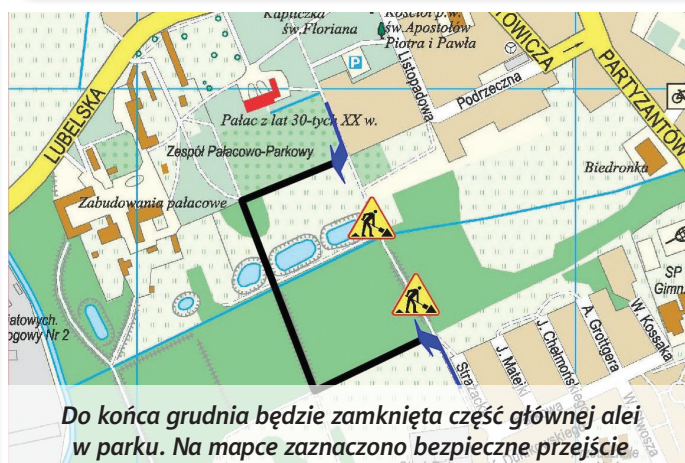 Kapliczka
św.Floriana
Kościół p.w.
św.Apostołów
Piotra i Pawła
P
LUBELSKA
Listopadowa
Podrzeczna
PARTYZANTÓW
Pałac z lat 30-tych XX w.
Zespół Pałacowo-Parkowy
Biedronka
Zabudowania pałacowe
SP
Strażacka
J. Matejki
J. Chełmońskiego
A. Grottgera
W. Kossaka
Do końca grudnia będzie zamknięta część głównej alei
w parku. Na mapce zaznaczono bezpieczne przejście